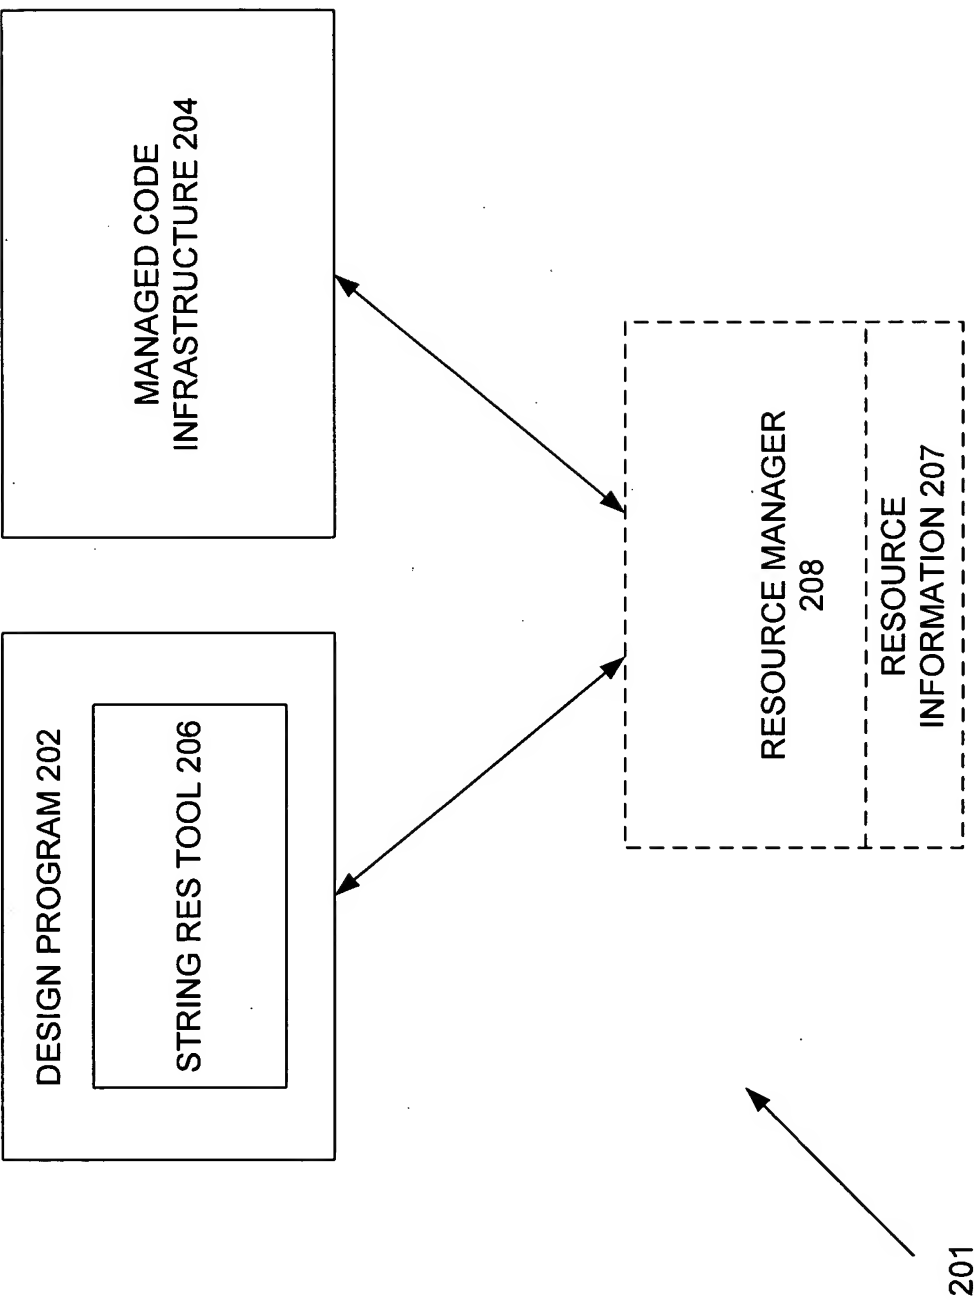 DESIGN PROGRAM 202
STRING RES TOOL 206
MANAGED CODE
INFRASTRUCTURE 204
RESOURCE MANAGER
208
RESOURCE
INFORMATION 207
201